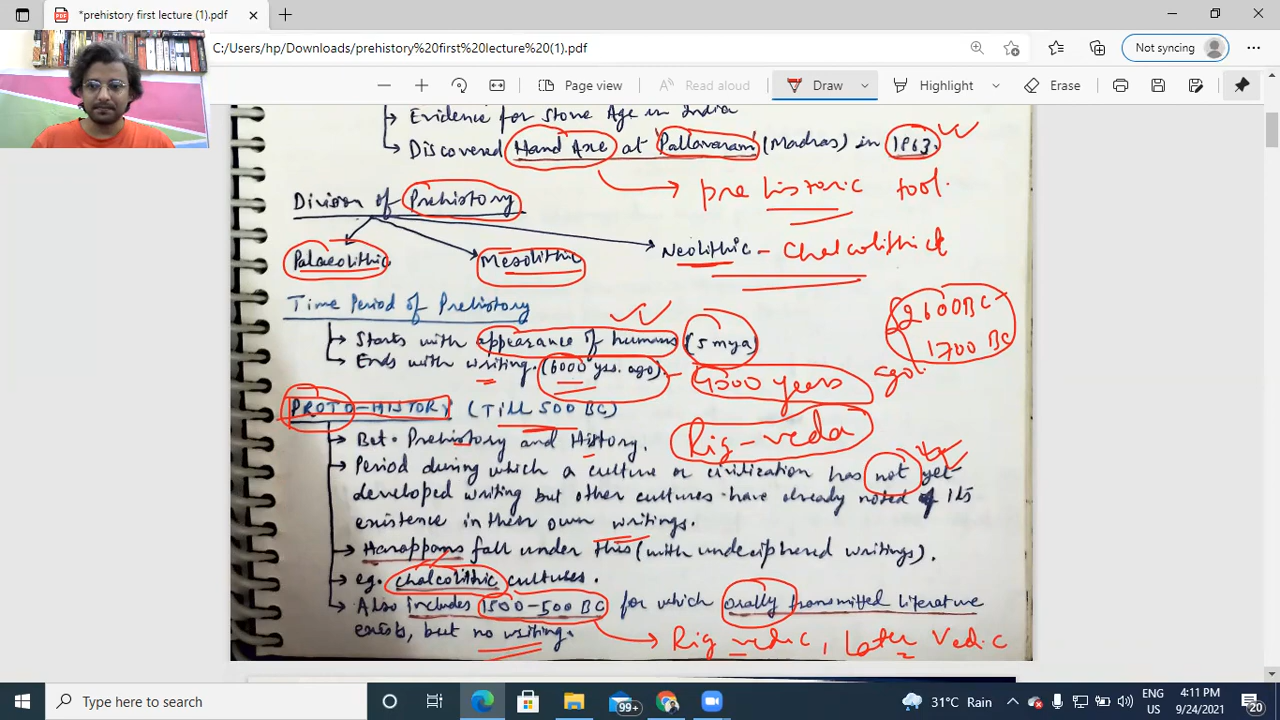 *prehistory first lecture (1).pdf
C:/Users/hp/Downloads/prehistory%20first%20lecture%20(1).pdf
Not syncing
Page view
Read aloud
Draw
Highlight
Erase
Evidence for Stone Age in India
Discovered Hand Axe at 'Pallavaram' (Madras) in 1863.
pre historic tool.
Division of Prehistory
Palaeolithic
Mesolithic
Neolithic - Chalcolithic
Time Period of Prehistory
2600 BC -
1700 BC
Starts with appearance of humans (5 mya)
Ends with writing. (6000 yrs. ago) - 4500 years ago.
PROTO-HISTORY (Till 500 BC)
Bet. Prehistory and History.
Rig-veda
Period during which a culture or civilization has not yet
developed writing but other cultures have already noted its
existence in their own writings.
Harappans fall under this (with undeciphered writings).
eg. chalcolithic cultures.
Also includes 1500-500 BC for which orally transmitted literature
exists, but no writing.
Rig vedic, Later Vedic
Type here to search
99+
31°C Rain
ENG
IN
4:11 PM
9/24/2021
20